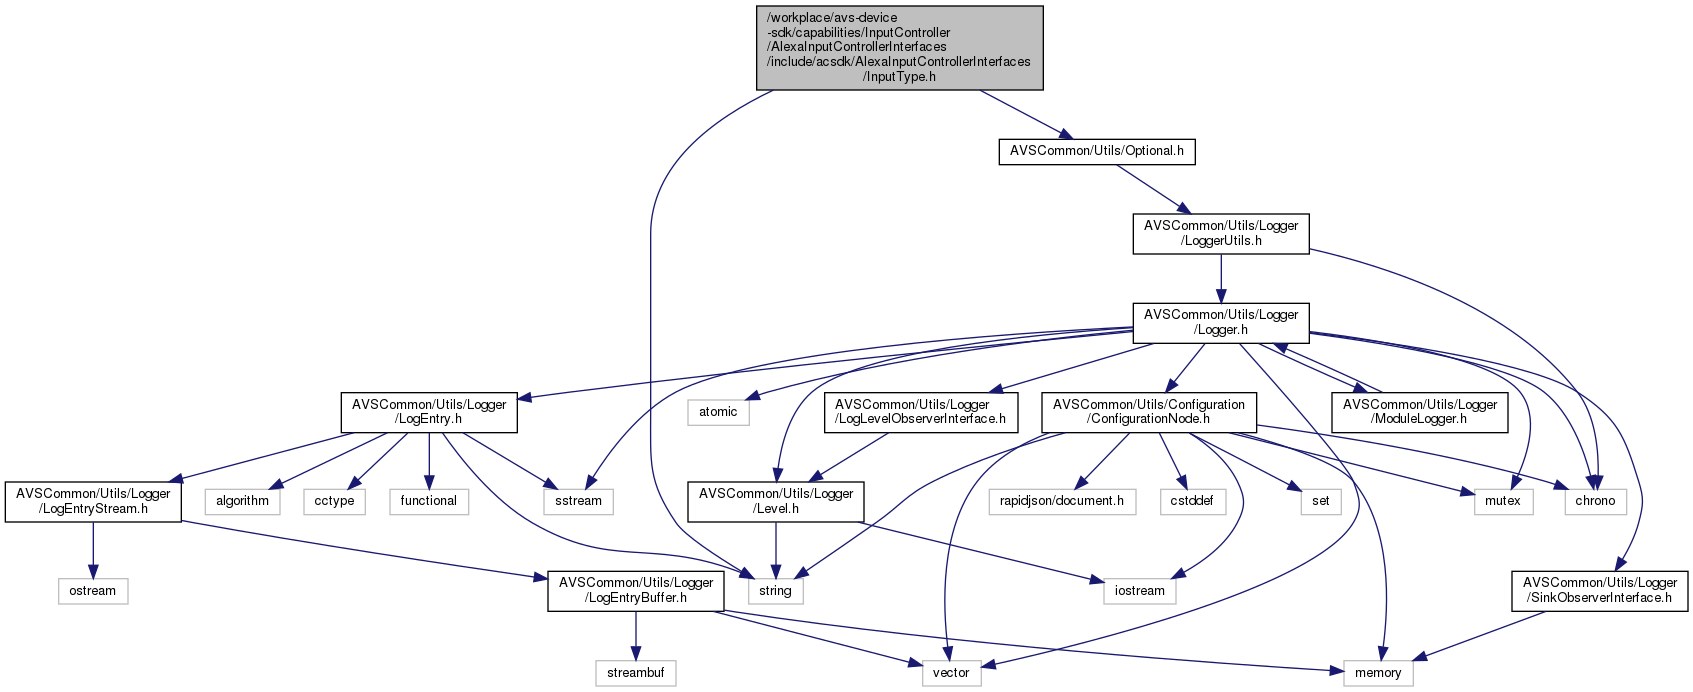 /workplace/avs-device
-sdk/capabilities/InputController
/AlexaInputControllerInterfaces
/include/acsdk/AlexaInputControllerInterfaces
/InputType.h
AVSCommon/Utils/Optional.h
AVSCommon/Utils/Logger
/LoggerUtils.h
AVSCommon/Utils/Logger
/Logger.h
AVSCommon/Utils/Logger
/LogEntry.h
atomic
AVSCommon/Utils/Logger
/LogLevelObserverInterface.h
AVSCommon/Utils/Configuration
/ConfigurationNode.h
AVSCommon/Utils/Logger
/ModuleLogger.h
AVSCommon/Utils/Logger
/LogEntryStream.h
algorithm
cctype
functional
sstream
AVSCommon/Utils/Logger
/Level.h
rapidjson/document.h
cstddef
set
mutex
chrono
ostream
AVSCommon/Utils/Logger
/LogEntryBuffer.h
string
iostream
AVSCommon/Utils/Logger
/SinkObserverInterface.h
streambuf
vector
memory